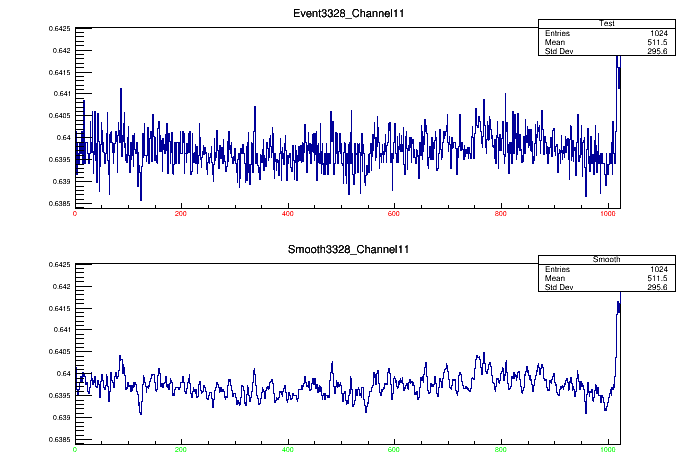 Event3328_Channel11
Test
Entries 1024
Mean 511.5
Std Dev 295.6
0.6425
0.642
0.6415
0.641
0.6405
0.64
0.6395
0.639
0.6385
0 200 400 600 800 1000
Smooth3328_Channel11
Smooth
Entries 1024
Mean 511.5
Std Dev 295.6
0.6425
0.642
0.6415
0.641
0.6405
0.64
0.6395
0.639
0.6385
0 200 400 600 800 1000